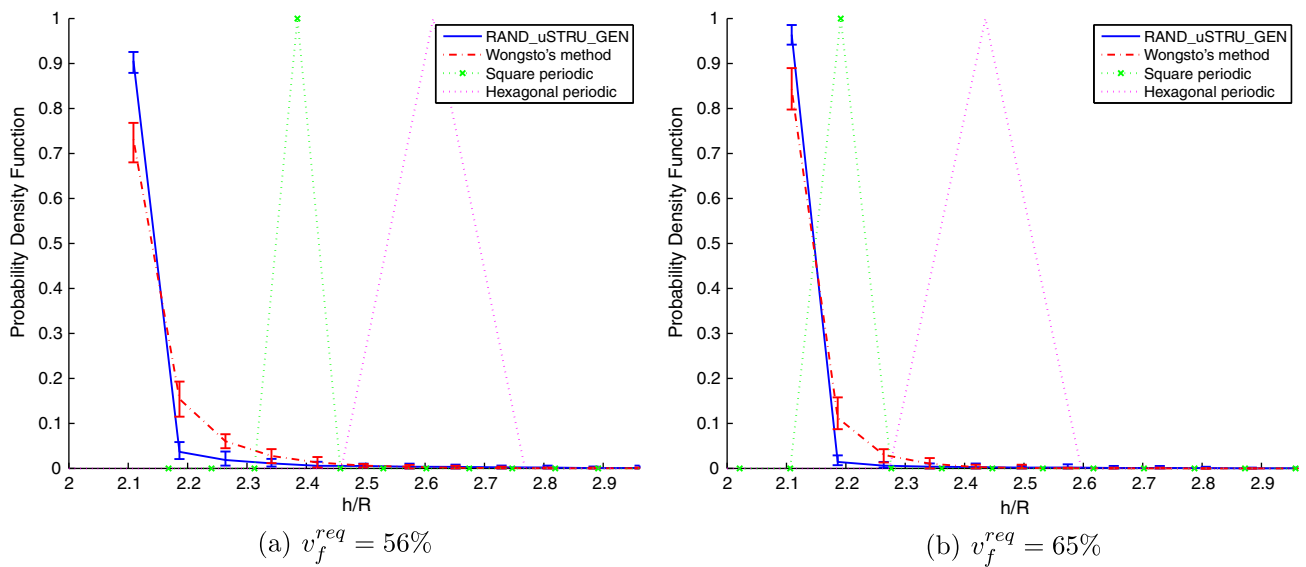 1
0.9
0.8
0.7
0.6
0.5
0.4
0.3
0.2
0.1
0
Probability Density Function
2 2.1 2.2 2.3 2.4 2.5 2.6 2.7 2.8 2.9
h/R
RAND_uSTRU_GEN
Wongsto's method
Square periodic
Hexagonal periodic
(a) $v_f^{req} = 56\%$
1
0.9
0.8
0.7
0.6
0.5
0.4
0.3
0.2
0.1
0
Probability Density Function
2 2.1 2.2 2.3 2.4 2.5 2.6 2.7 2.8 2.9
h/R
RAND_uSTRU_GEN
Wongsto's method
Square periodic
Hexagonal periodic
(b) $v_f^{req} = 65\%$